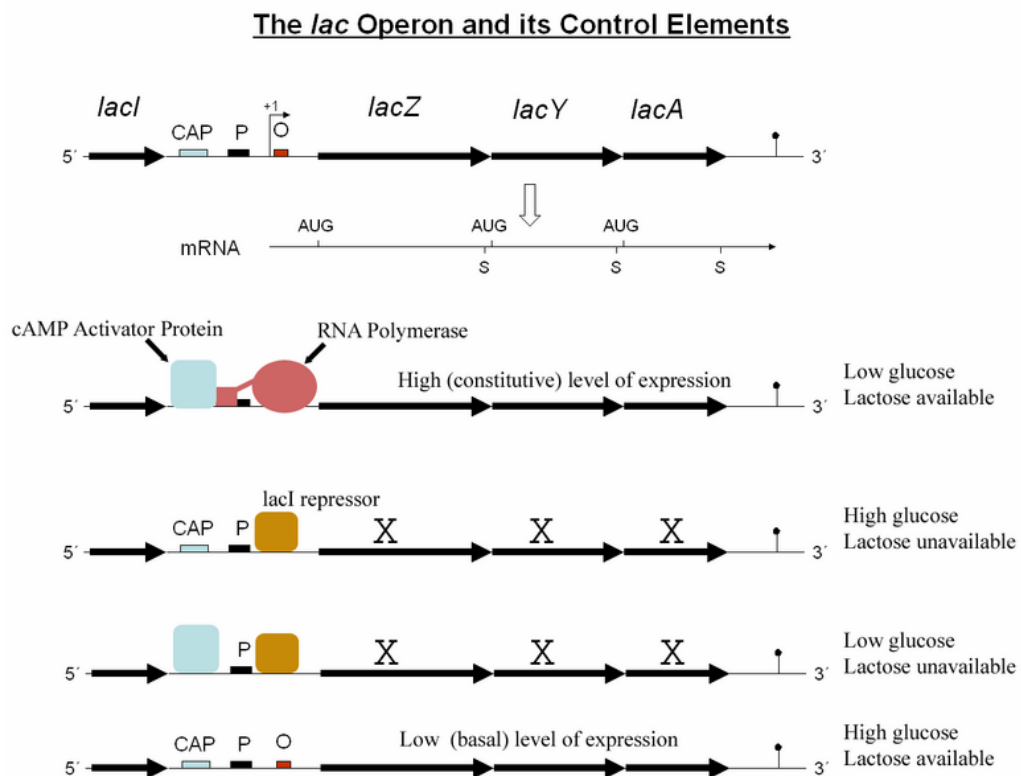 The lac Operon and its Control Elements
lacI
lacZ
lacY
lacA
+1
CAP
P
O
5´
3´
AUG
AUG
AUG
mRNA
S
S
S
cAMP Activator Protein
RNA Polymerase
High (constitutive) level of expression
Low glucose
Lactose available
5´
3´
lacI repressor
CAP
P
X
X
X
High glucose
Lactose unavailable
5´
3´
P
X
X
X
Low glucose
Lactose unavailable
5´
3´
CAP
P
O
Low (basal) level of expression
High glucose
Lactose available
5´
3´